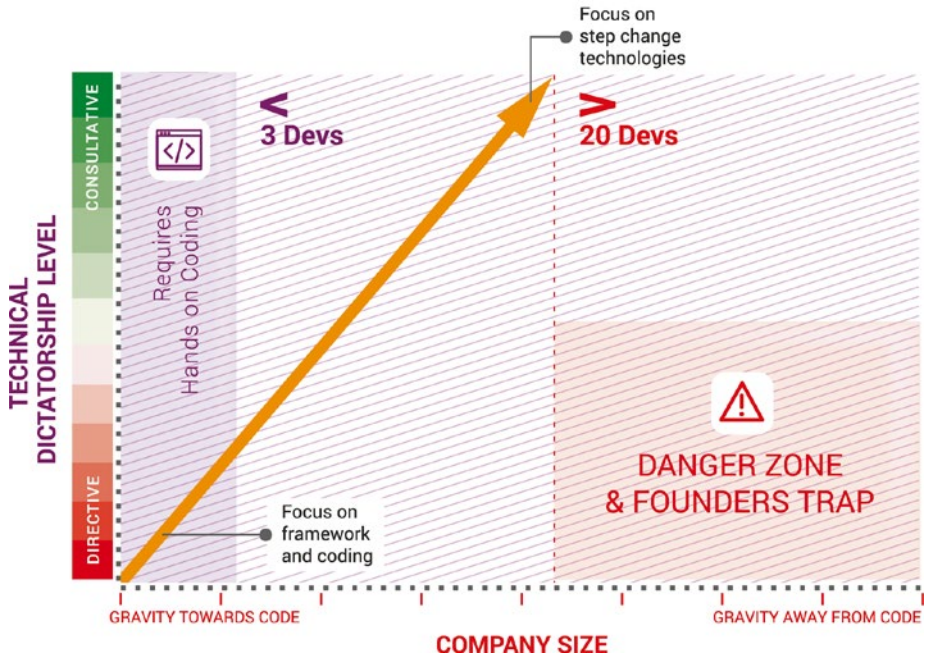 Focus on
step change
technologies
<
3 Devs
>
20 Devs
TECHNICAL
DICTATORSHIP LEVEL
CONSULTATIVE
DIRECTIVE
</>
Requires
Hands on Coding
DANGER ZONE
& FOUNDERS TRAP
Focus on
framework
and coding
GRAVITY TOWARDS CODE
GRAVITY AWAY FROM CODE
COMPANY SIZE